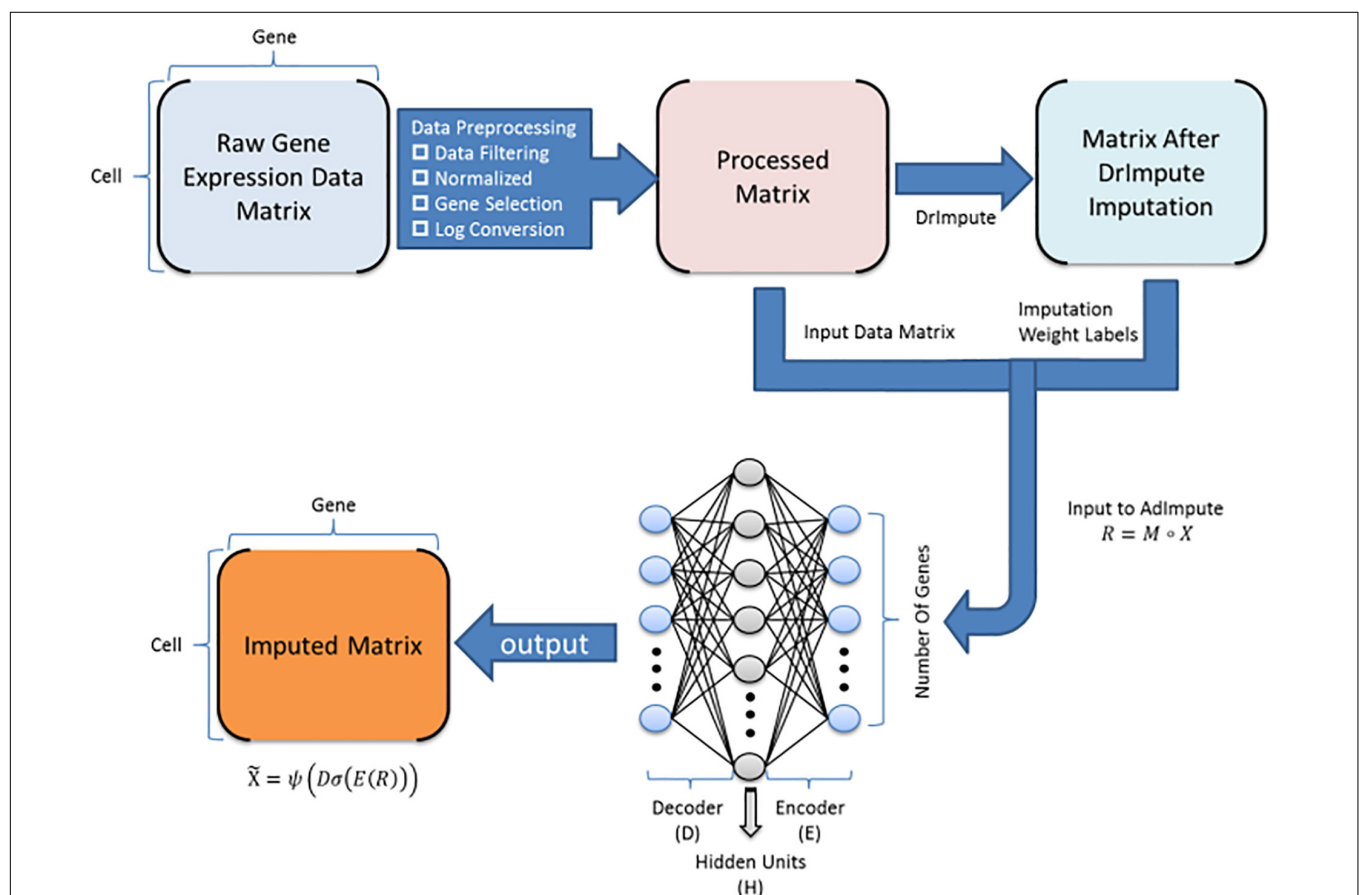 Gene
Cell
Raw Gene
Expression Data
Matrix
Data Preprocessing
Data Filtering
Normalized
Gene Selection
Log Conversion
Processed
Matrix
DrImpute
Matrix After
DrImpute
Imputation
Input Data Matrix
Imputation
Weight Labels
Input to AdImpute
R = M ∘ X
Number Of Genes
Gene
Cell
Imputed Matrix
output
X̃ = ψ(Dσ(E(R)))
Decoder
(D)
Encoder
(E)
Hidden Units
(H)